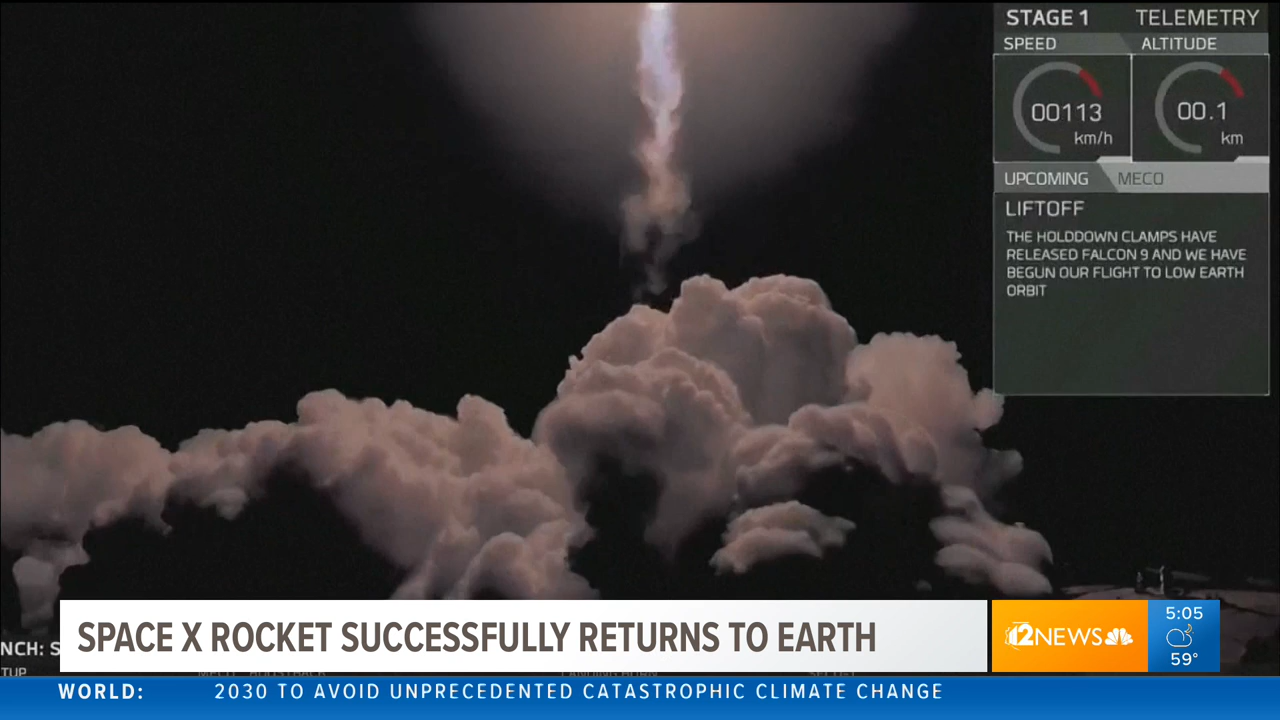 STAGE 1 TELEMETRY
SPEED ALTITUDE
00113 00.1
km/h km
UPCOMING MECO
LIFTOFF
THE HOLDDOWN CLAMPS HAVE
RELEASED FALCON 9 AND WE HAVE
BEGUN OUR FLIGHT TO LOW EARTH
ORBIT
NCH: S
TUP
SPACE X ROCKET SUCCESSFULLY RETURNS TO EARTH
12NEWS
5:05
59°
WORLD: 2030 TO AVOID UNPRECEDENTED CATASTROPHIC CLIMATE CHANGE